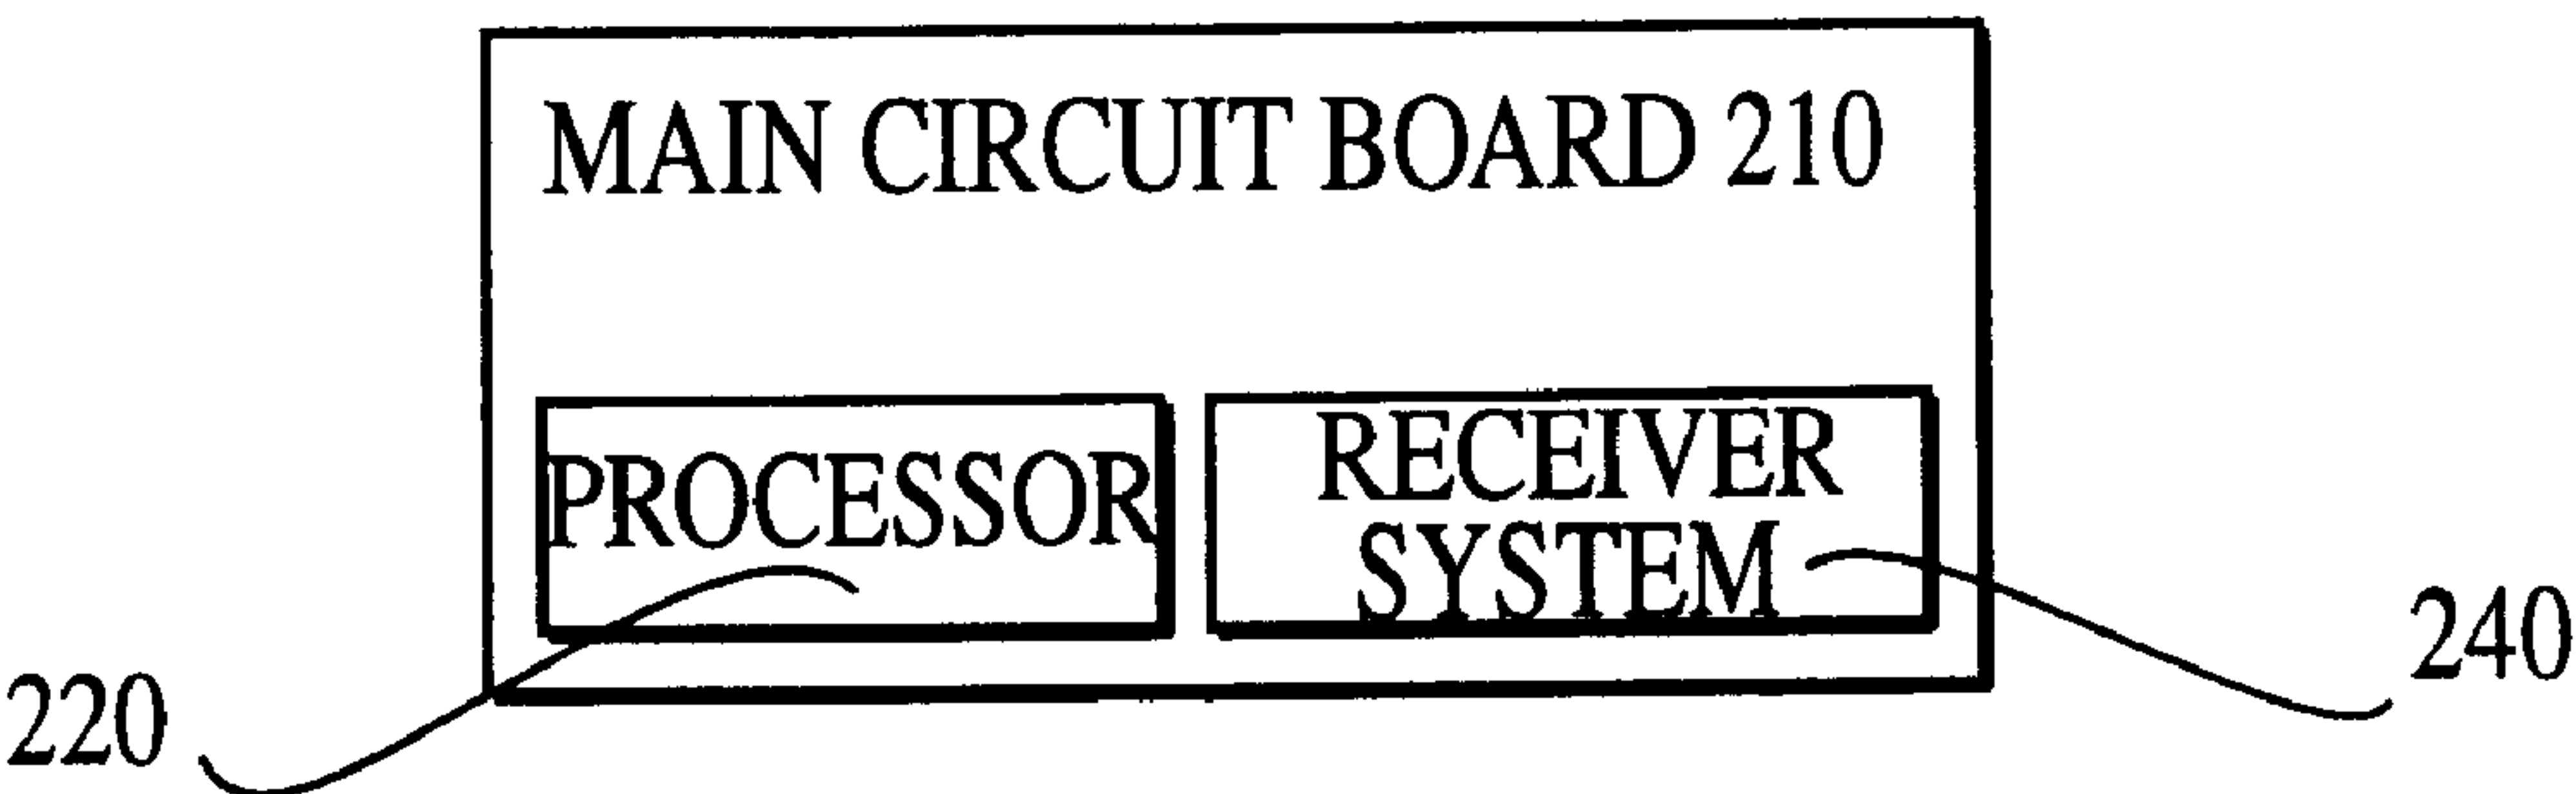 MAIN CIRCUIT BOARD 210
PROCESSOR
RECEIVER
SYSTEM
220
240